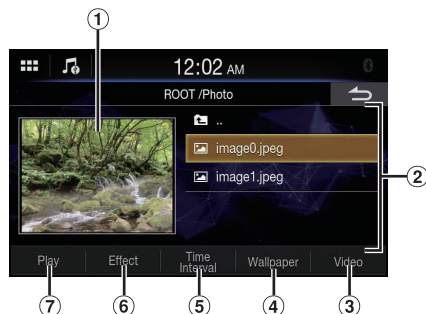 1
12:02 AM
ROOT /Photo
..
image0.jpeg
image1.jpeg
2
Play
Effect
Time
Interval
Wallpaper
Video
7
6
5
4
3